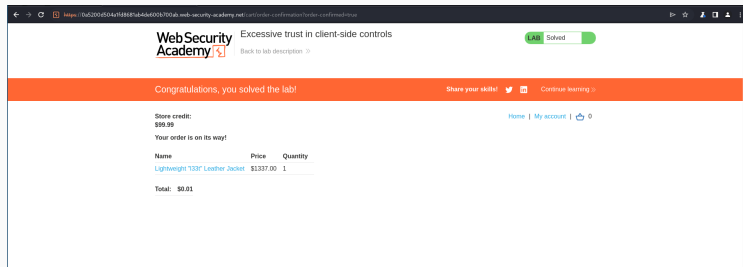 https://0a5200d504a1fd8681ab4de600b700ab.web-security-academy.net/cart/order-confirmation?order-confirmed=true
WebSecurity
Academy
Excessive trust in client-side controls
Back to lab description
LAB Solved
Congratulations, you solved the lab!
Share your skills!
Continue learning
Store credit:
$99.99
Home | My account | 0
Your order is on its way!
Name Price Quantity
Lightweight "l33t" Leather Jacket $1337.00 1
Total: $0.01